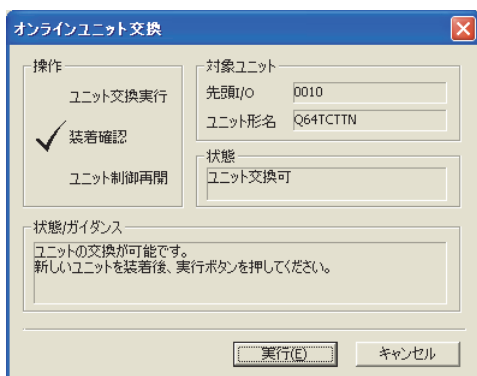 オンラインユニット交換
操作
ユニット交換実行
装着確認
ユニット制御再開
対象ユニット
先頭I/O 0010
ユニット形名 Q64TCTTN
状態
ユニット交換可
状態/ガイダンス
ユニットの交換が可能です。
新しいユニットを装着後、実行ボタンを押してください。
実行(E) キャンセル